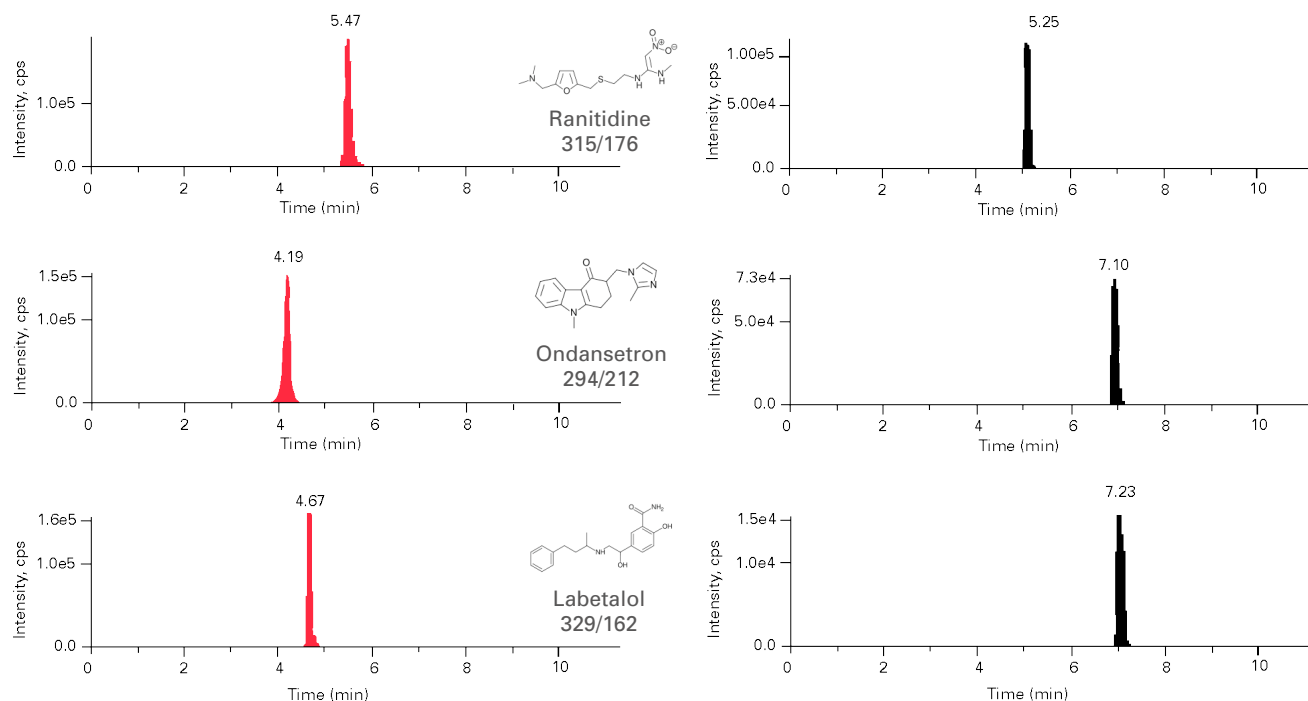 5.47
Intensity, cps
1.0e5
0.0
0 2 4 6 8 10
Time (min)
N
O
S
N
H
N
H
N⊕
O
O⊖
Ranitidine
315/176
5.25
Intensity, cps
1.00e5
5.00e4
0.0
0 2 4 6 8 10
Time (min)
4.19
Intensity, cps
1.5e5
1.0e5
0.0
0 2 4 6 8 10
Time (min)
O
N
N
N
Ondansetron
294/212
7.10
Intensity, cps
7.3e4
5.0e4
0.0
0 2 4 6 8 10
Time (min)
4.67
Intensity, cps
1.6e5
1.0e5
0.0
0 2 4 6 8 10
Time (min)
O
NH₂
OH
NH
OH
Labetalol
329/162
7.23
Intensity, cps
1.5e4
1.0e4
0.0
0 2 4 6 8 10
Time (min)